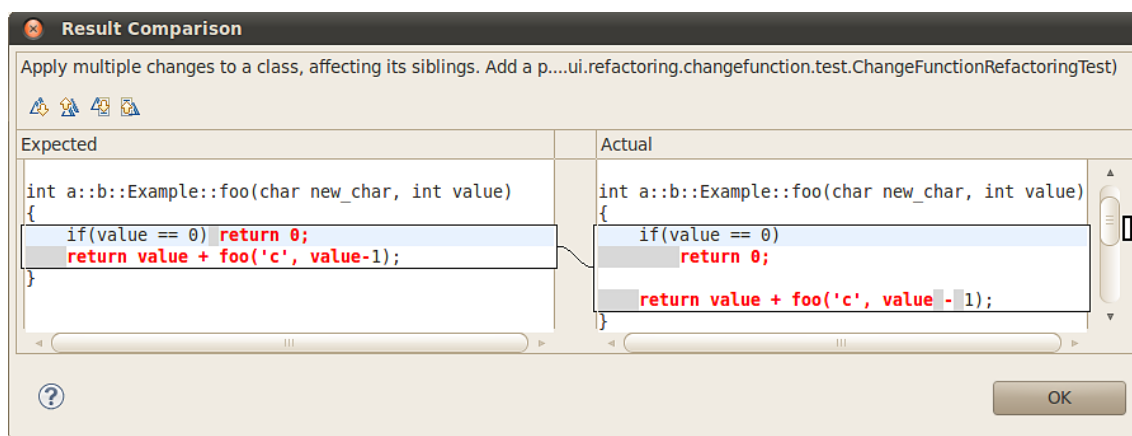 Result Comparison
Apply multiple changes to a class, affecting its siblings. Add a p....ui.refactoring.changefunction.test.ChangeFunctionRefactoringTest)
Expected
int a::b::Example::foo(char new_char, int value)
{
    if(value == 0) return 0;
    return value + foo('c', value-1);
}
Actual
int a::b::Example::foo(char new_char, int value)
{
    if(value == 0)
        return 0;

    return value + foo('c', value - 1);
}
OK